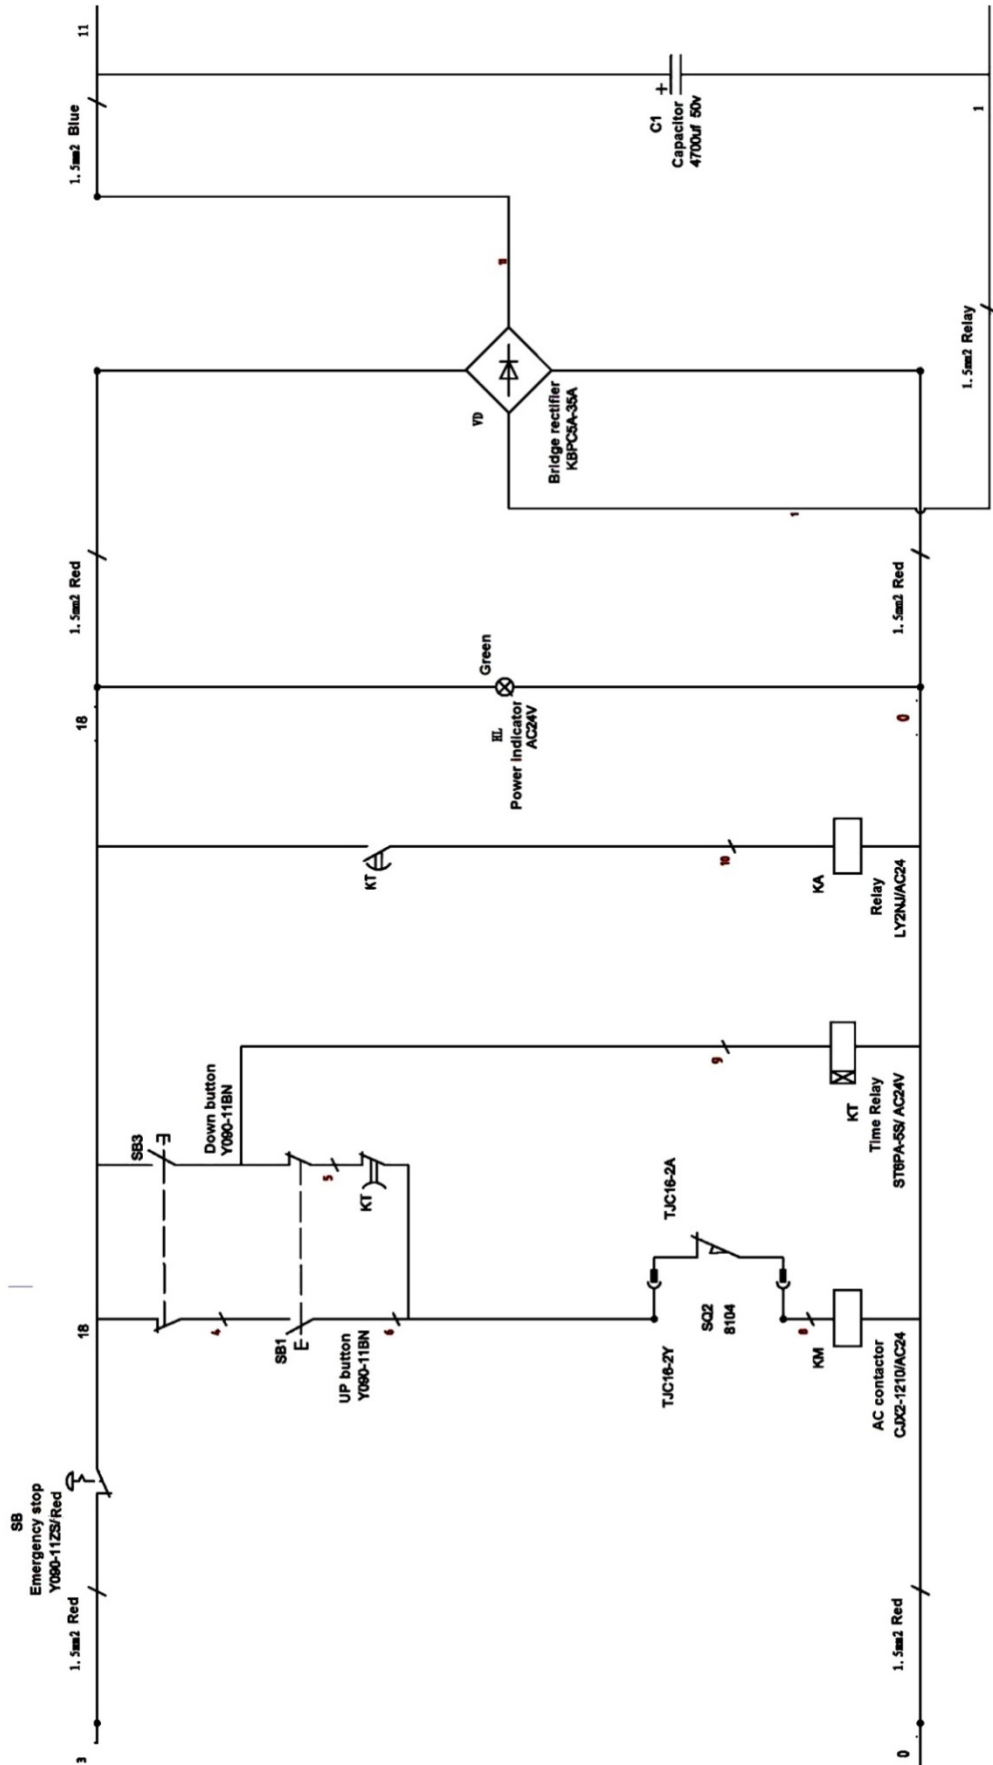 SB
Emergency stop
Y090-11ZS/Red
3
1.5mm2 Red
18
18
1.5mm2 Red
1.5mm2 Blue
11
SB3
Down button
Y090-11BN
4
SB1
UP button
Y090-11BN
5
KT
6
KT
HL
Power indicator
AC24V
Green
VD
Bridge rectifier
KBPC5A-35A
11
C1
Capacitor
4700uf 50v
+
TJC16-2Y
TJC16-2A
SQ2
8104
8
9
10
1
KM
AC contactor
CJX2-1210/AC24
KT
Time Relay
ST6PA-5S/ AC24V
KA
Relay
LY2NJ/AC24
0
1.5mm2 Red
0
1.5mm2 Red
1.5mm2 Relay
1